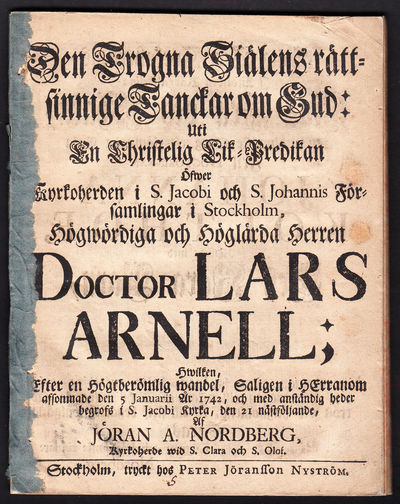 Den Trogna Siälens rätt-
sinnige Tanckar om Gud:
Uti
En Christelig Lik-Predikan
Öfwer
Kyrkoherden i S. Jacobi och S. Johannis För-
samlingar i Stockholm,
Högwördiga och Höglärda Herren
DOCTOR LARS
ARNELL;
Hwilken,
Efter en Högtberömlig wandel, Saligen i HErranom
afsomnade den 5 Januarii År 1742, och med anständig heder
begrofs i S. Jacobi Kyrka, den 21 nästföljande,
Af
JÖRAN A. NORDBERG,
Kyrkoherde wid S. Clara och S. Olof.
Stockholm, tryckt hos PETER Jöransson NYSTRÖM.